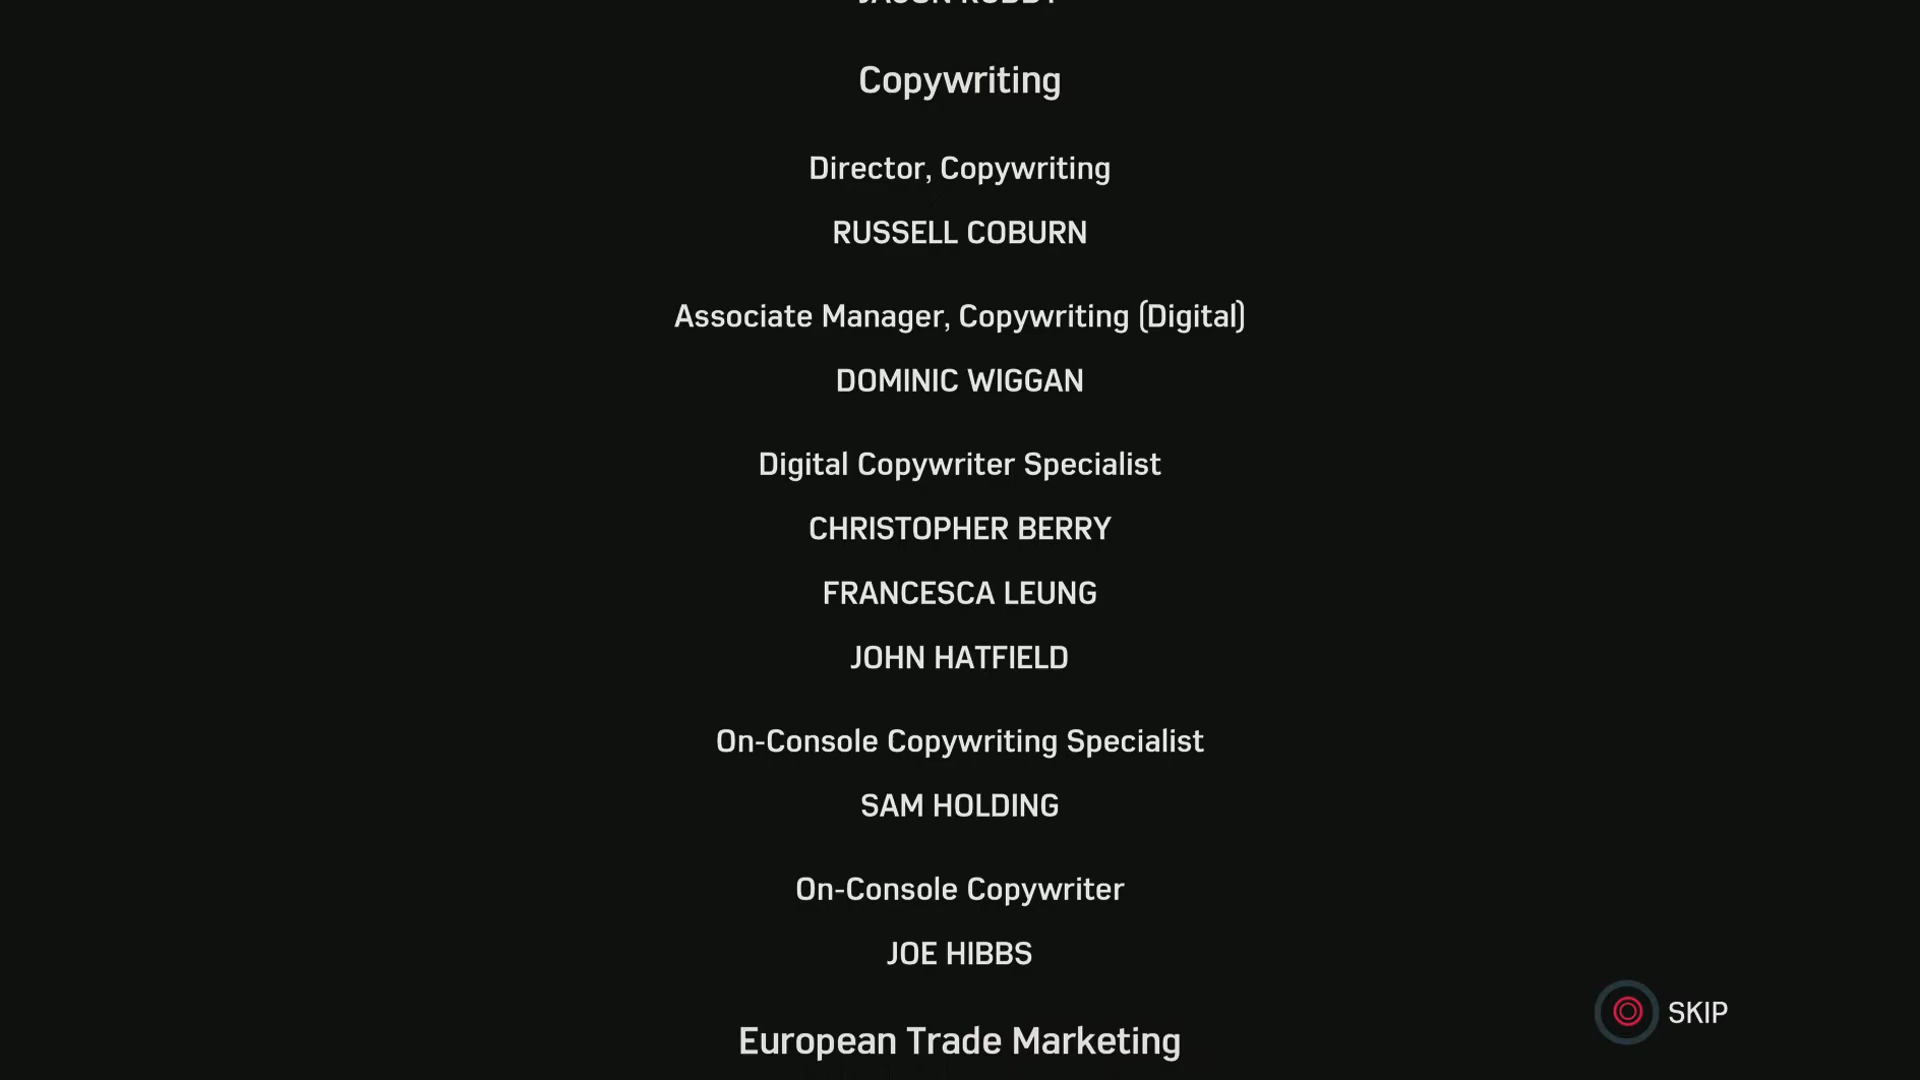 Copywriting
Director, Copywriting
RUSSELL COBURN
Associate Manager, Copywriting (Digital)
DOMINIC WIGGAN
Digital Copywriter Specialist
CHRISTOPHER BERRY
FRANCESCA LEUNG
JOHN HATFIELD
On-Console Copywriting Specialist
SAM HOLDING
On-Console Copywriter
JOE HIBBS
SKIP
European Trade Marketing